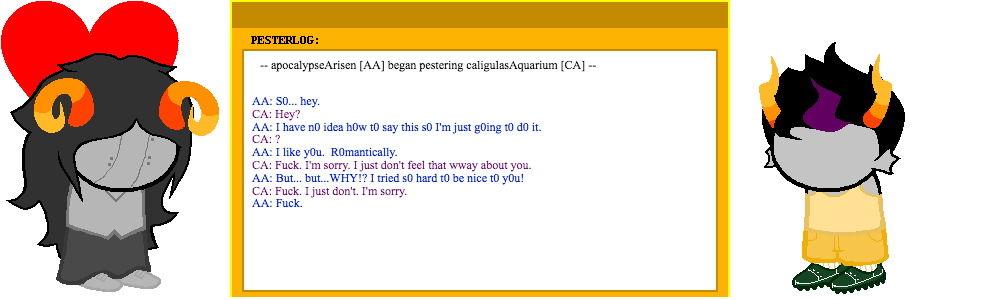 PESTERLOG:
-- apocalypseArisen [AA] began pestering caligulasAquarium [CA] --
AA: S0... hey.
CA: Hey?
AA: I have n0 idea h0w t0 say this s0 I'm just g0ing t0 d0 it.
CA: ?
AA: I like y0u.  R0mantically.
CA: Fuck. I'm sorry. I just don't feel that wway about you.
AA: But... but...WHY!? I tried s0 hard t0 be nice t0 y0u!
CA: Fuck. I just don't. I'm sorry.
AA: Fuck.